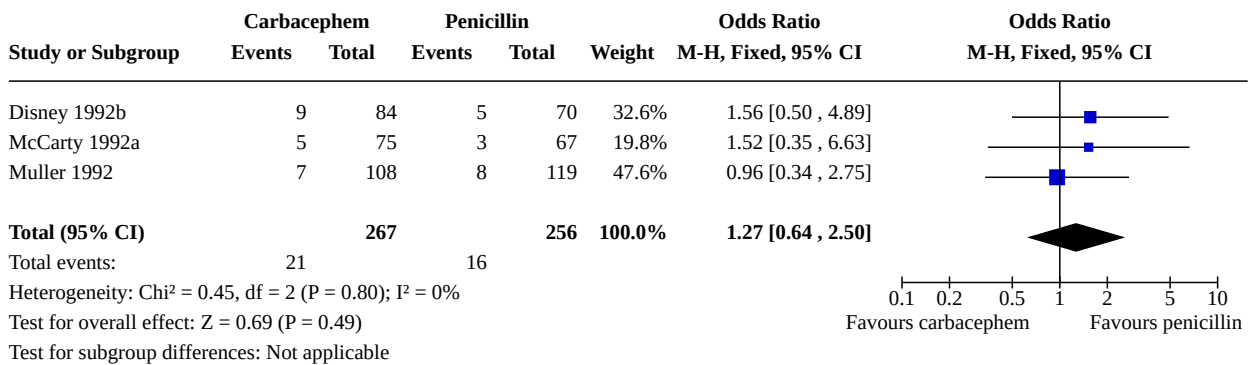 Carbacephem Penicillin Odds Ratio Odds Ratio
Study or Subgroup Events Total Events Total Weight M-H, Fixed, 95% CI M-H, Fixed, 95% CI
Disney 1992b 9 84 5 70 32.6% 1.56 [0.50 , 4.89]
McCarty 1992a 5 75 3 67 19.8% 1.52 [0.35 , 6.63]
Muller 1992 7 108 8 119 47.6% 0.96 [0.34 , 2.75]
Total (95% CI) 267 256 100.0% 1.27 [0.64 , 2.50]
Total events: 21 16
Heterogeneity: Chi² = 0.45, df = 2 (P = 0.80); I² = 0%
Test for overall effect: Z = 0.69 (P = 0.49)
Test for subgroup differences: Not applicable
0.1 0.2 0.5 1 2 5 10
Favours carbacephem Favours penicillin